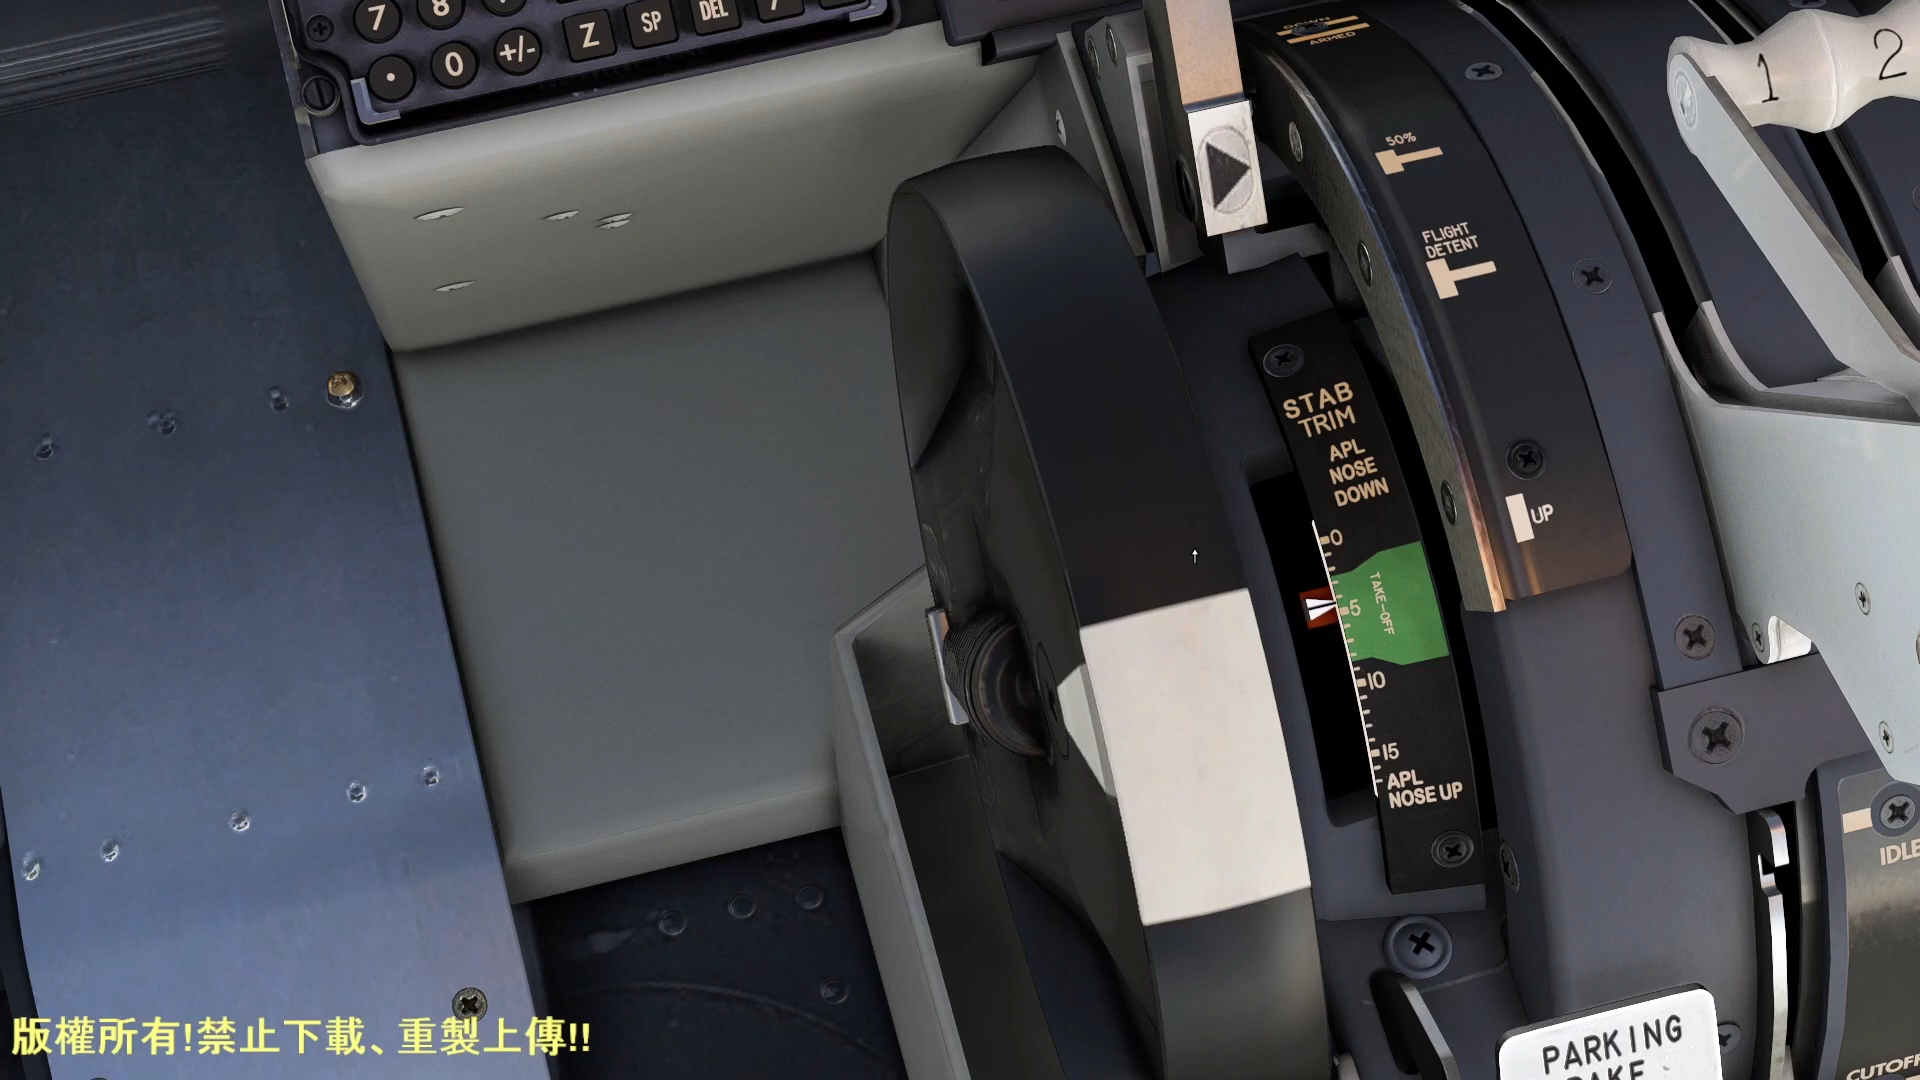 7 8
. 0 +/- Z SP DEL /
DOWN
ARMED
50%
FLIGHT
DETENT
UP
1 2
STAB
TRIM
APL
NOSE
DOWN
0
5
TAKE-OFF
10
15
APL
NOSE UP
IDLE
CUTOFF
PARKING
版權所有!禁止下載、重製上傳!!